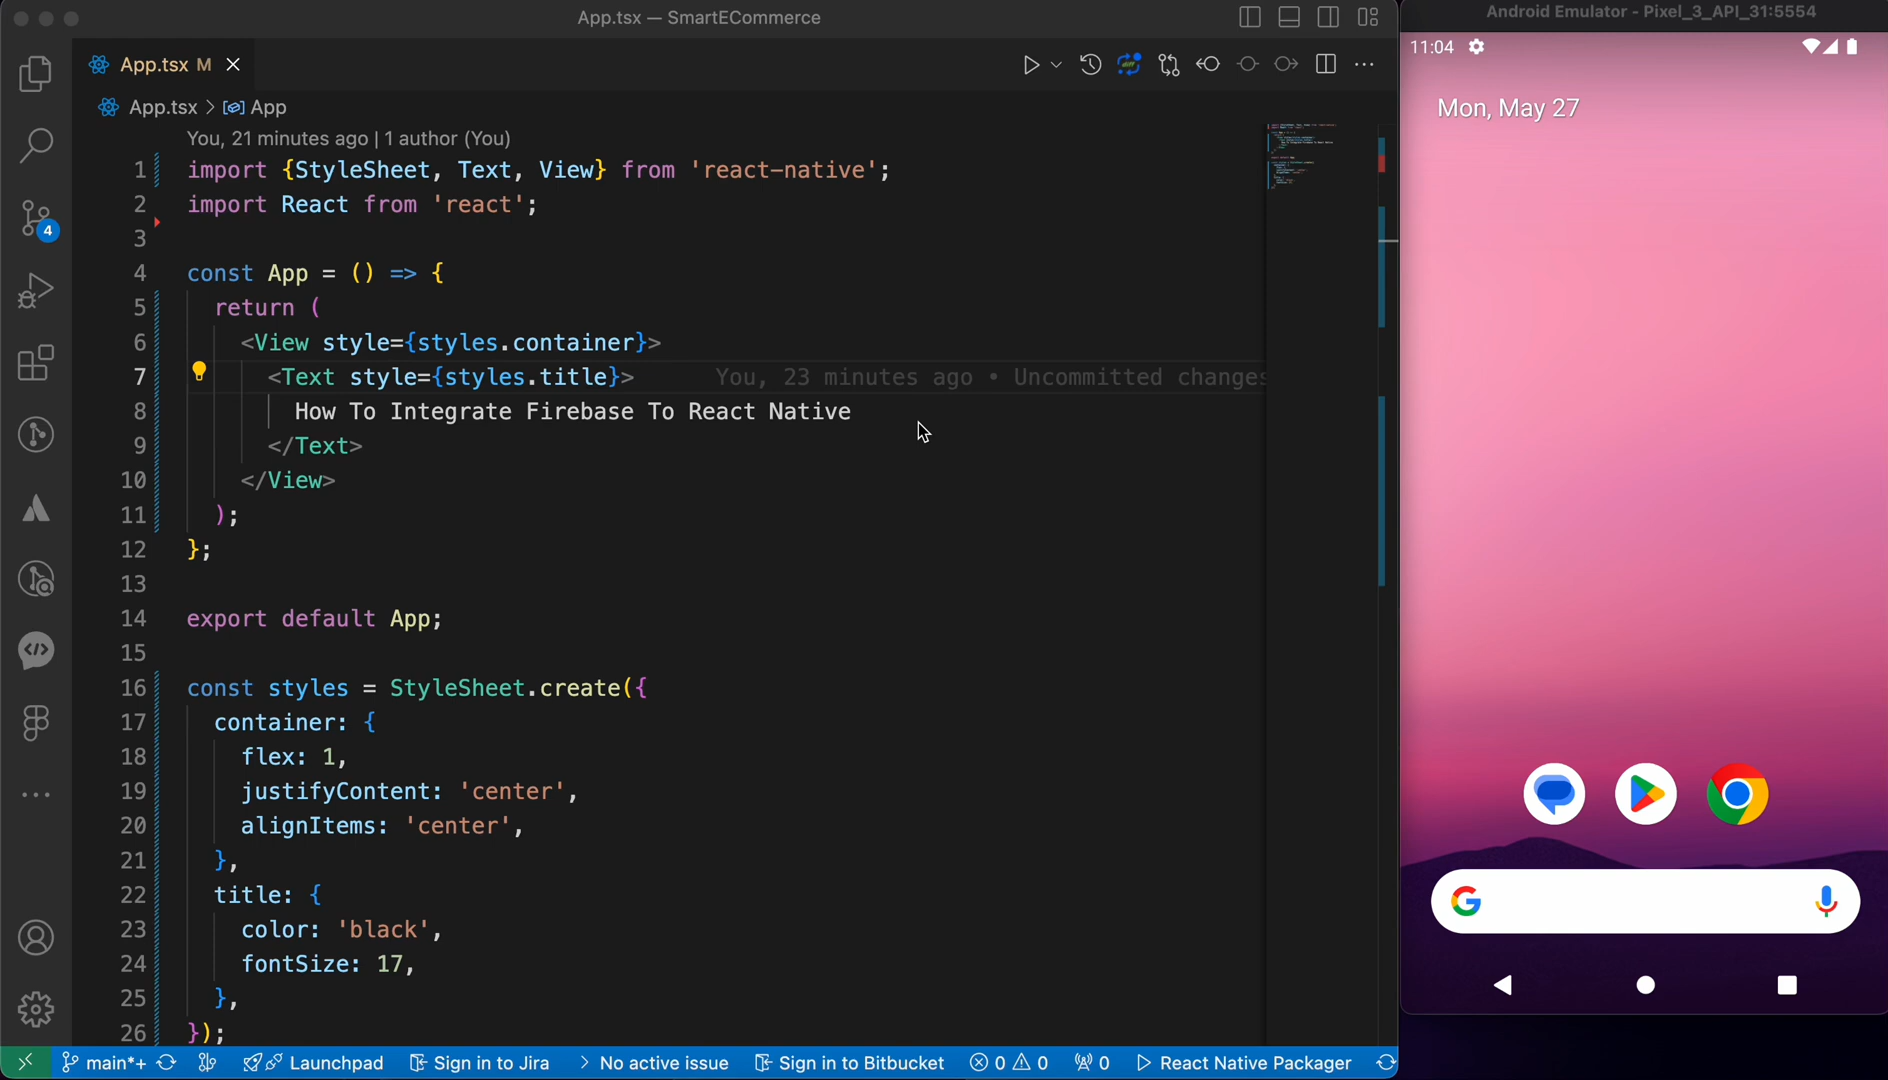 App.tsx — SmartECommerce
App.tsx M
App.tsx > App
You, 21 minutes ago | 1 author (You)
1 import {StyleSheet, Text, View} from 'react-native';
2 import React from 'react';
3
4 const App = () => {
5 return (
6 <View style={styles.container}>
7 <Text style={styles.title}> You, 23 minutes ago • Uncommitted changes
8 How To Integrate Firebase To React Native
9 </Text>
10 </View>
11 );
12 };
13
14 export default App;
15
16 const styles = StyleSheet.create({
17 container: {
18 flex: 1,
19 justifyContent: 'center',
20 alignItems: 'center',
21 },
22 title: {
23 color: 'black',
24 fontSize: 17,
25 },
26 });
4
main*+ Launchpad Sign in to Jira No active issue Sign in to Bitbucket 0 0 0 React Native Packager
Android Emulator - Pixel_3_API_31:5554
11:04
Mon, May 27